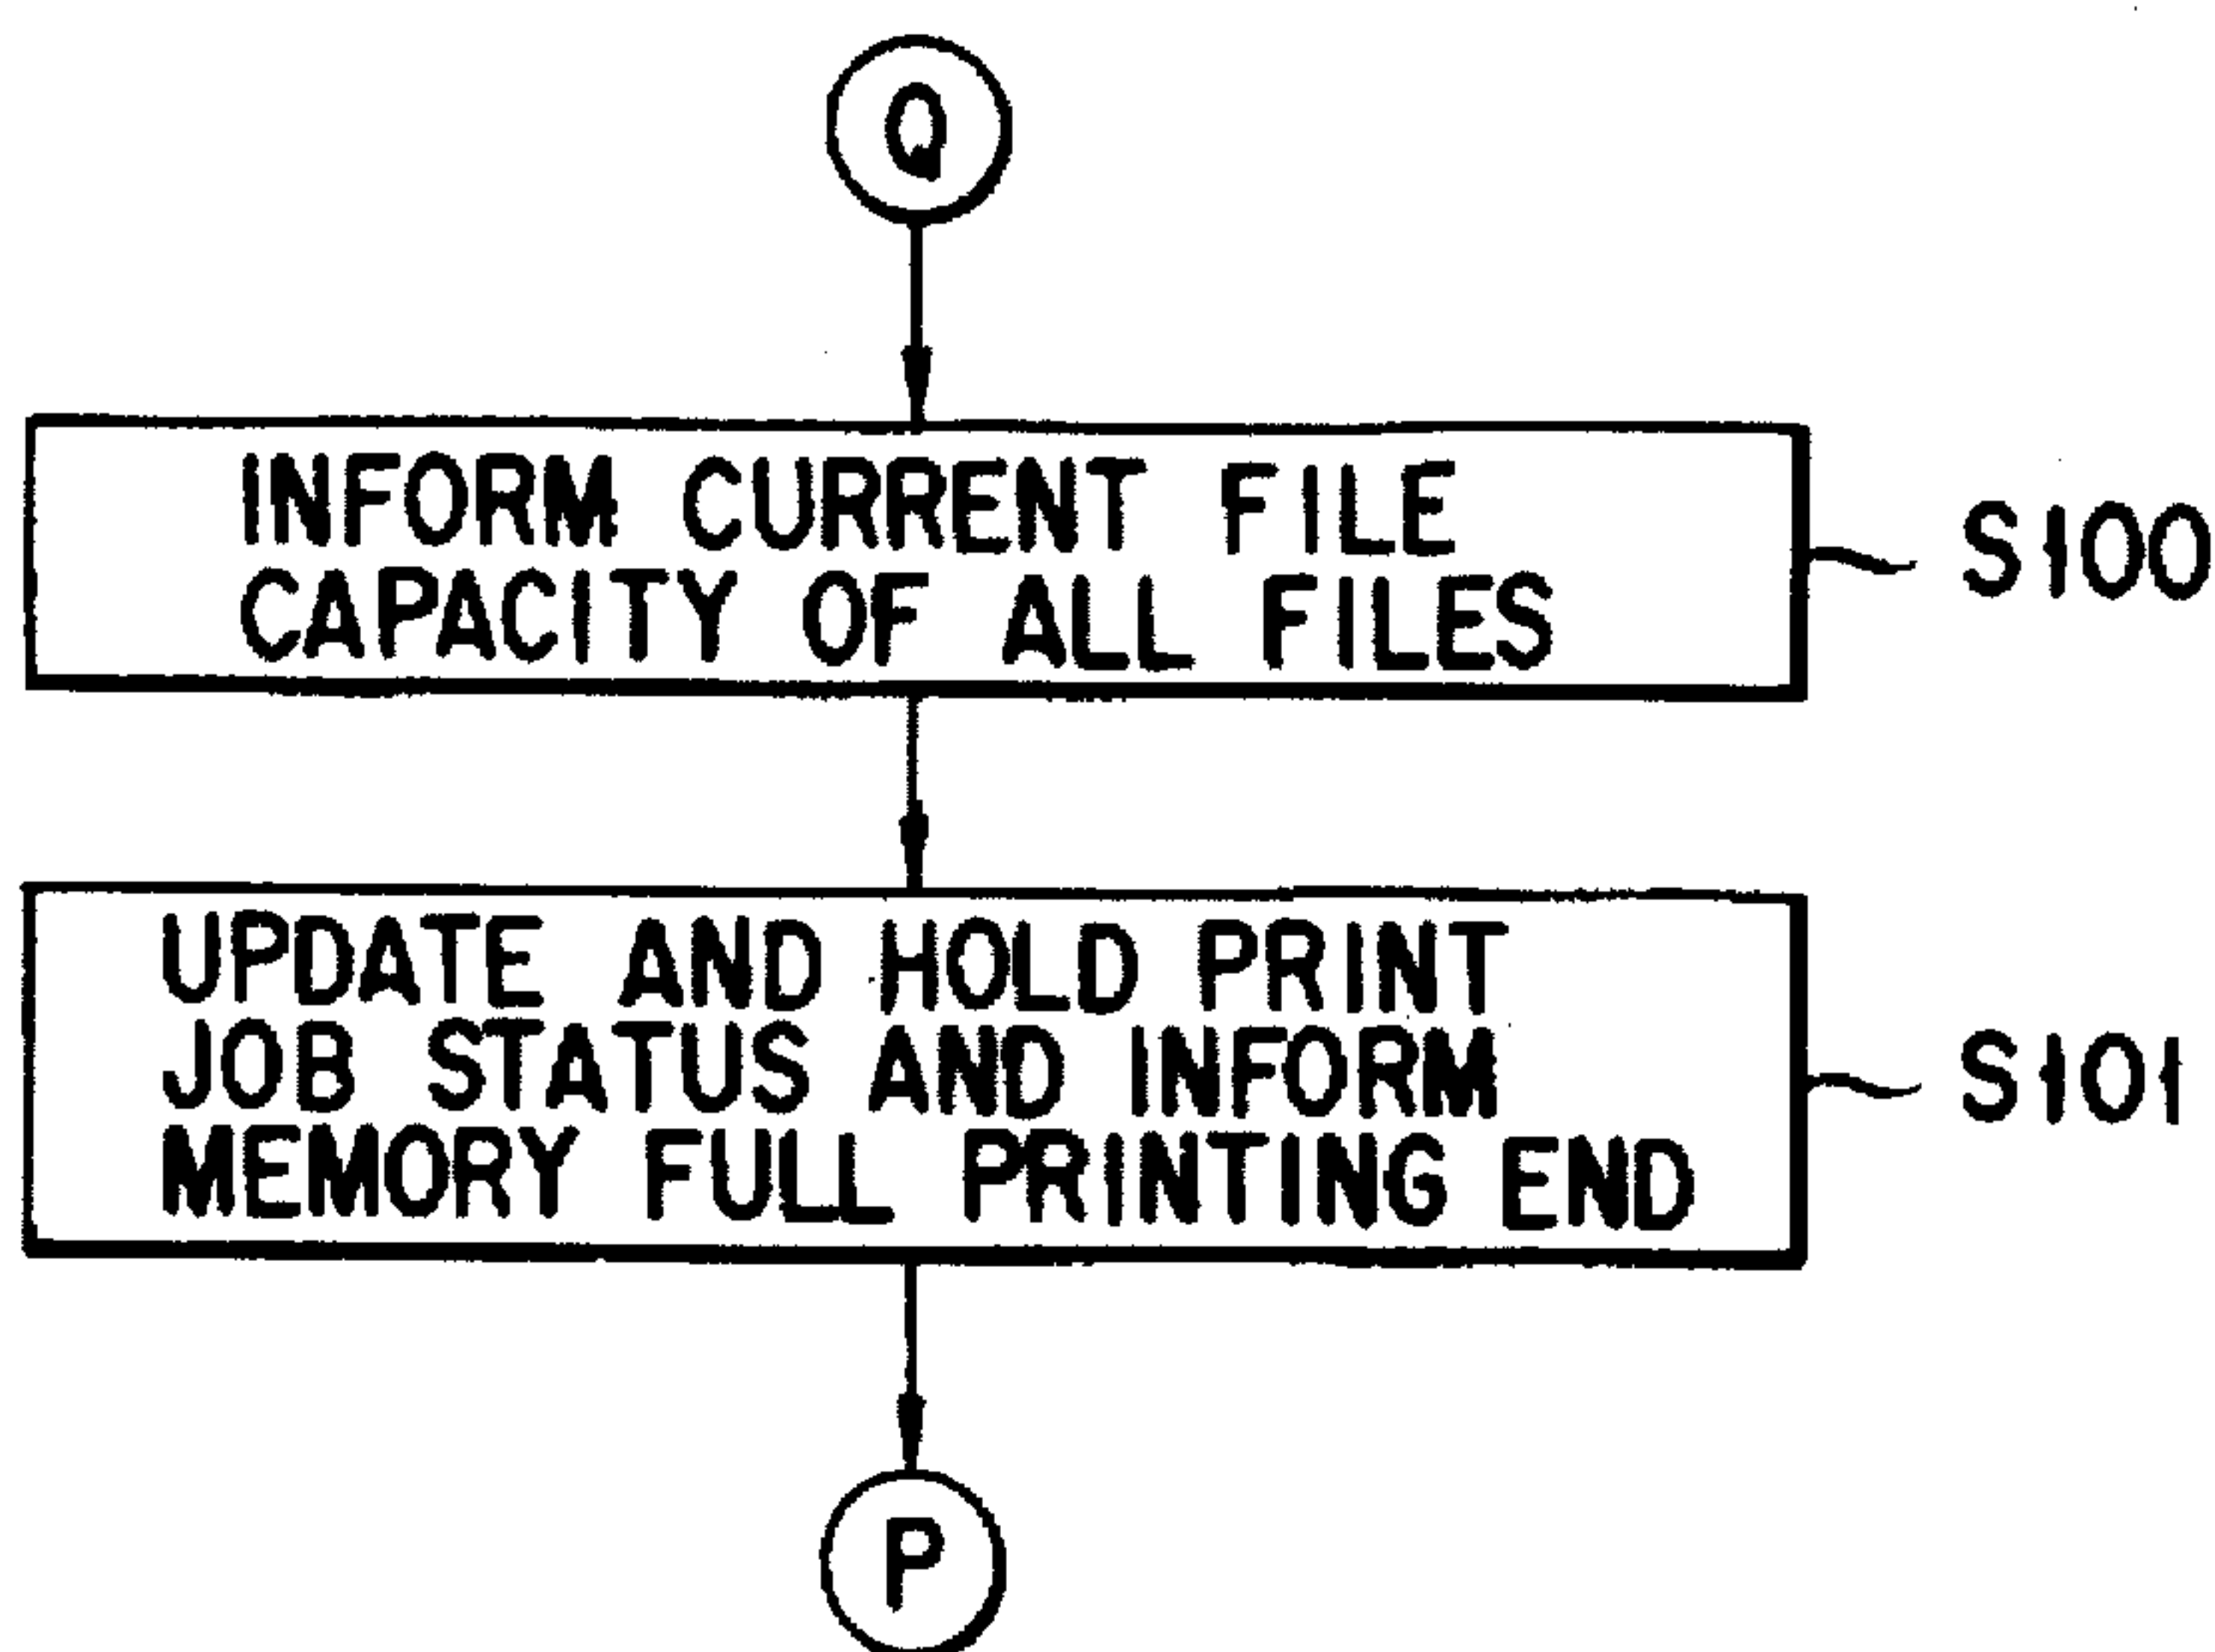 Q
INFORM CURRENT FILE
CAPACITY OF ALL FILES
S100
UPDATE AND HOLD PRINT
JOB STATUS AND INFORM
MEMORY FULL PRINTING END
S101
P